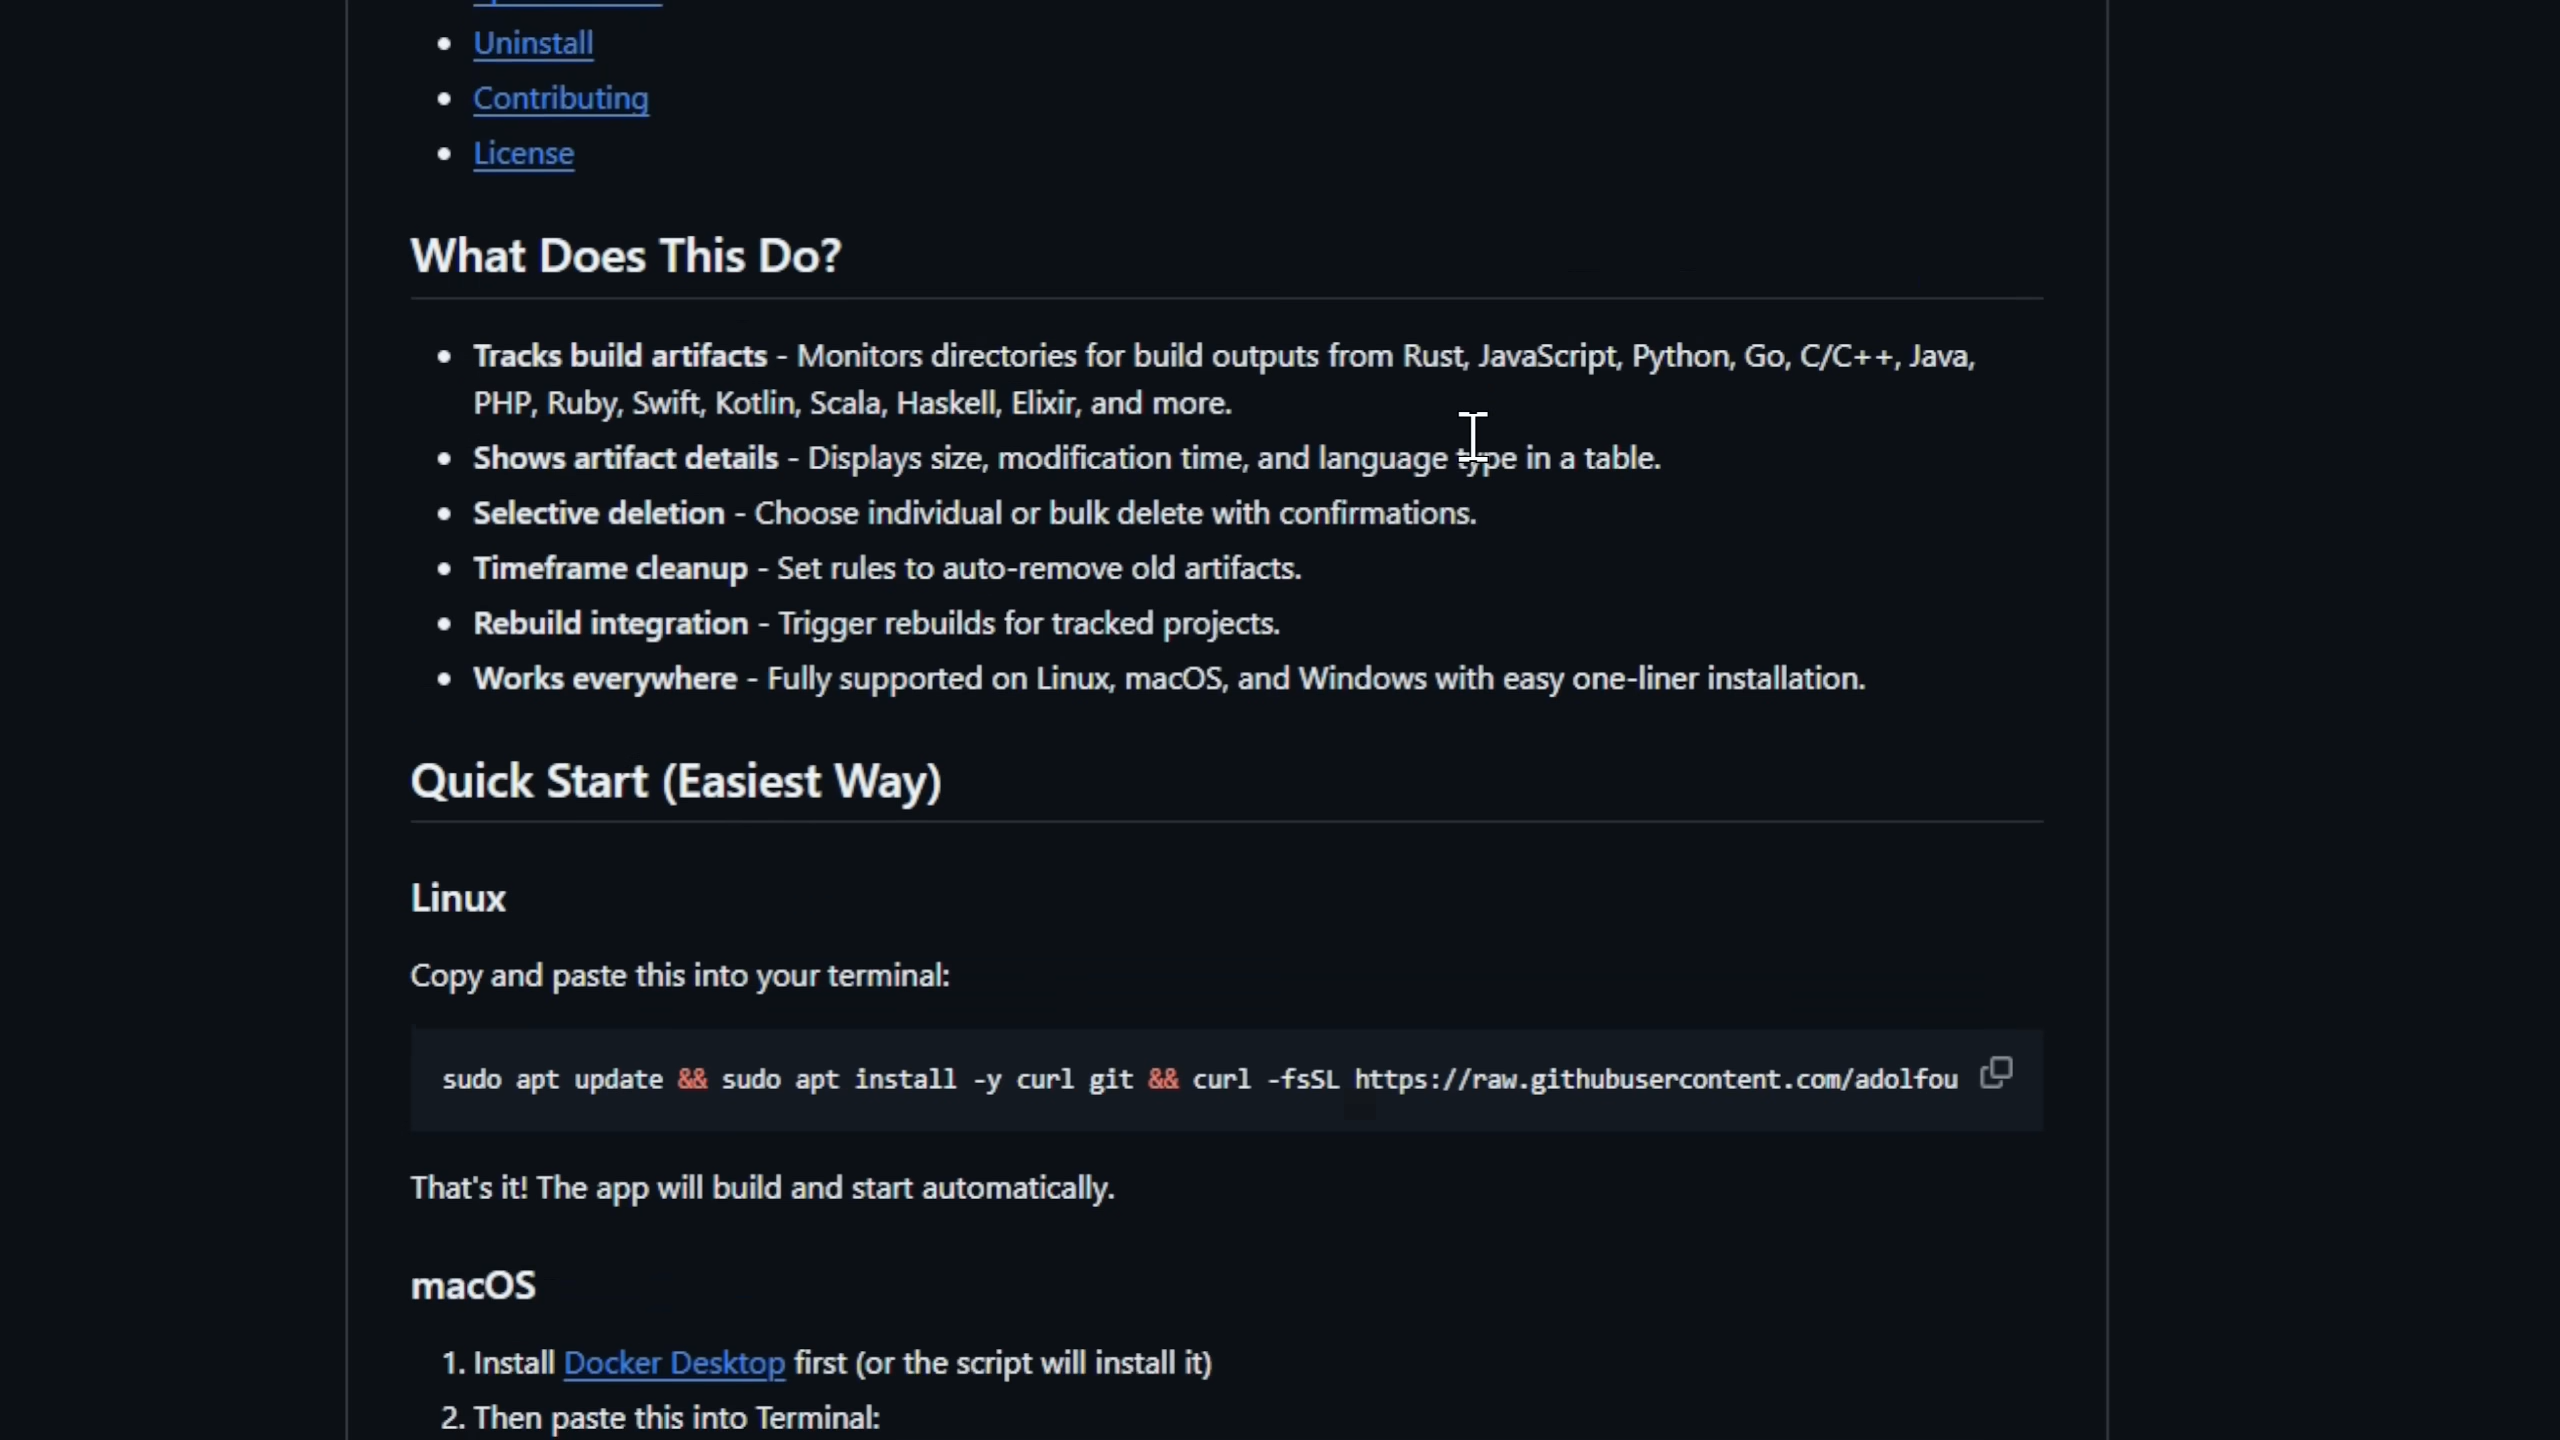 Uninstall
Contributing
License
What Does This Do?
Tracks build artifacts - Monitors directories for build outputs from Rust, JavaScript, Python, Go, C/C++, Java,
PHP, Ruby, Swift, Kotlin, Scala, Haskell, Elixir, and more.
Shows artifact details - Displays size, modification time, and language type in a table.
Selective deletion - Choose individual or bulk delete with confirmations.
Timeframe cleanup - Set rules to auto-remove old artifacts.
Rebuild integration - Trigger rebuilds for tracked projects.
Works everywhere - Fully supported on Linux, macOS, and Windows with easy one-liner installation.
Quick Start (Easiest Way)
Linux
Copy and paste this into your terminal:
sudo apt update && sudo apt install -y curl git && curl -fsSL https://raw.githubusercontent.com/adolfou
That's it! The app will build and start automatically.
macOS
1. Install Docker Desktop first (or the script will install it)
2. Then paste this into Terminal: